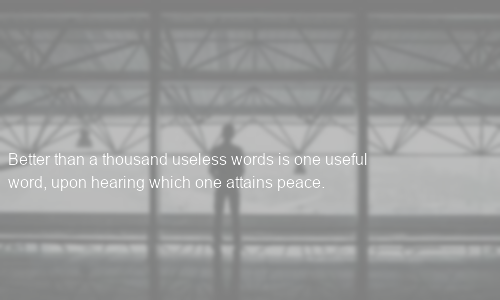 Better than a thousand useless words is one useful
word, upon hearing which one attains peace.